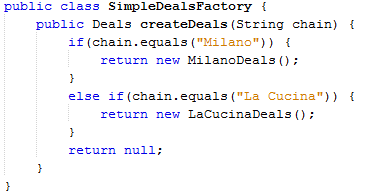 public class SimpleDealsFactory {
    public Deals createDeals(String chain) {
        if(chain.equals("Milano")) {
            return new MilanoDeals();
        }
        else if(chain.equals("La Cucina")) {
            return new LaCucinaDeals();
        }
        return null;
    }
}